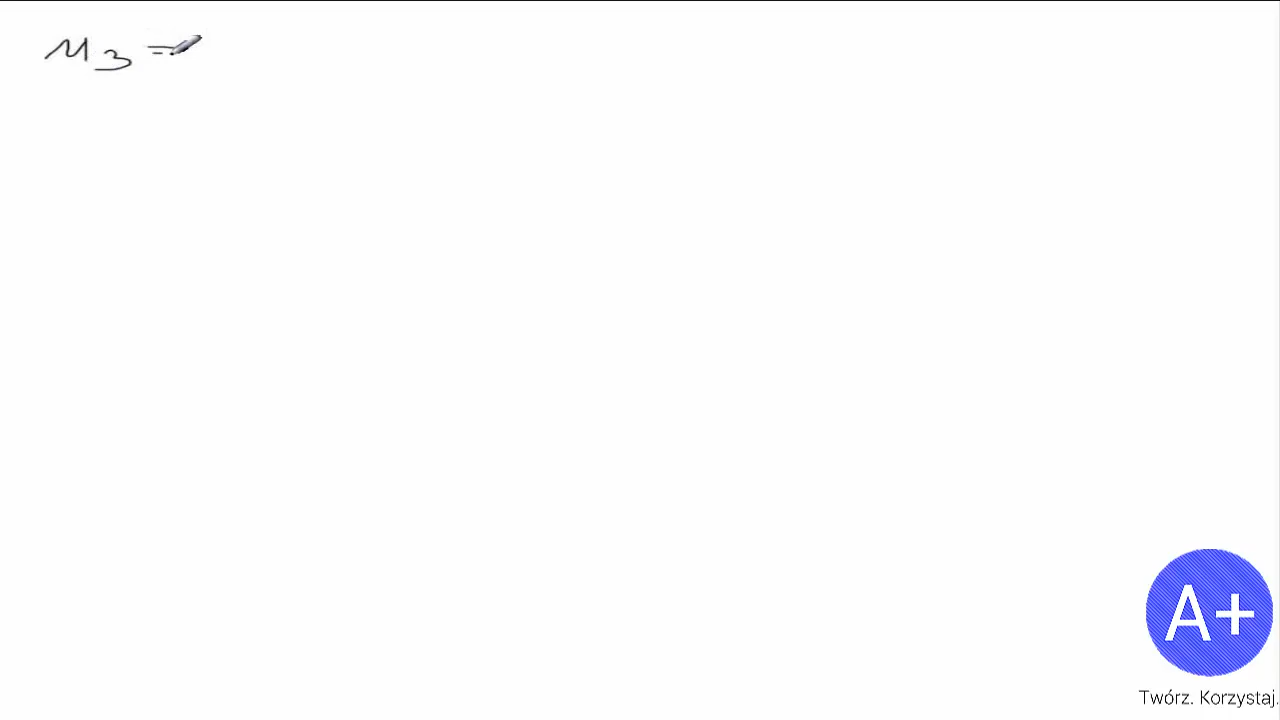 M₃ =
A+
Twórz. Korzystaj.